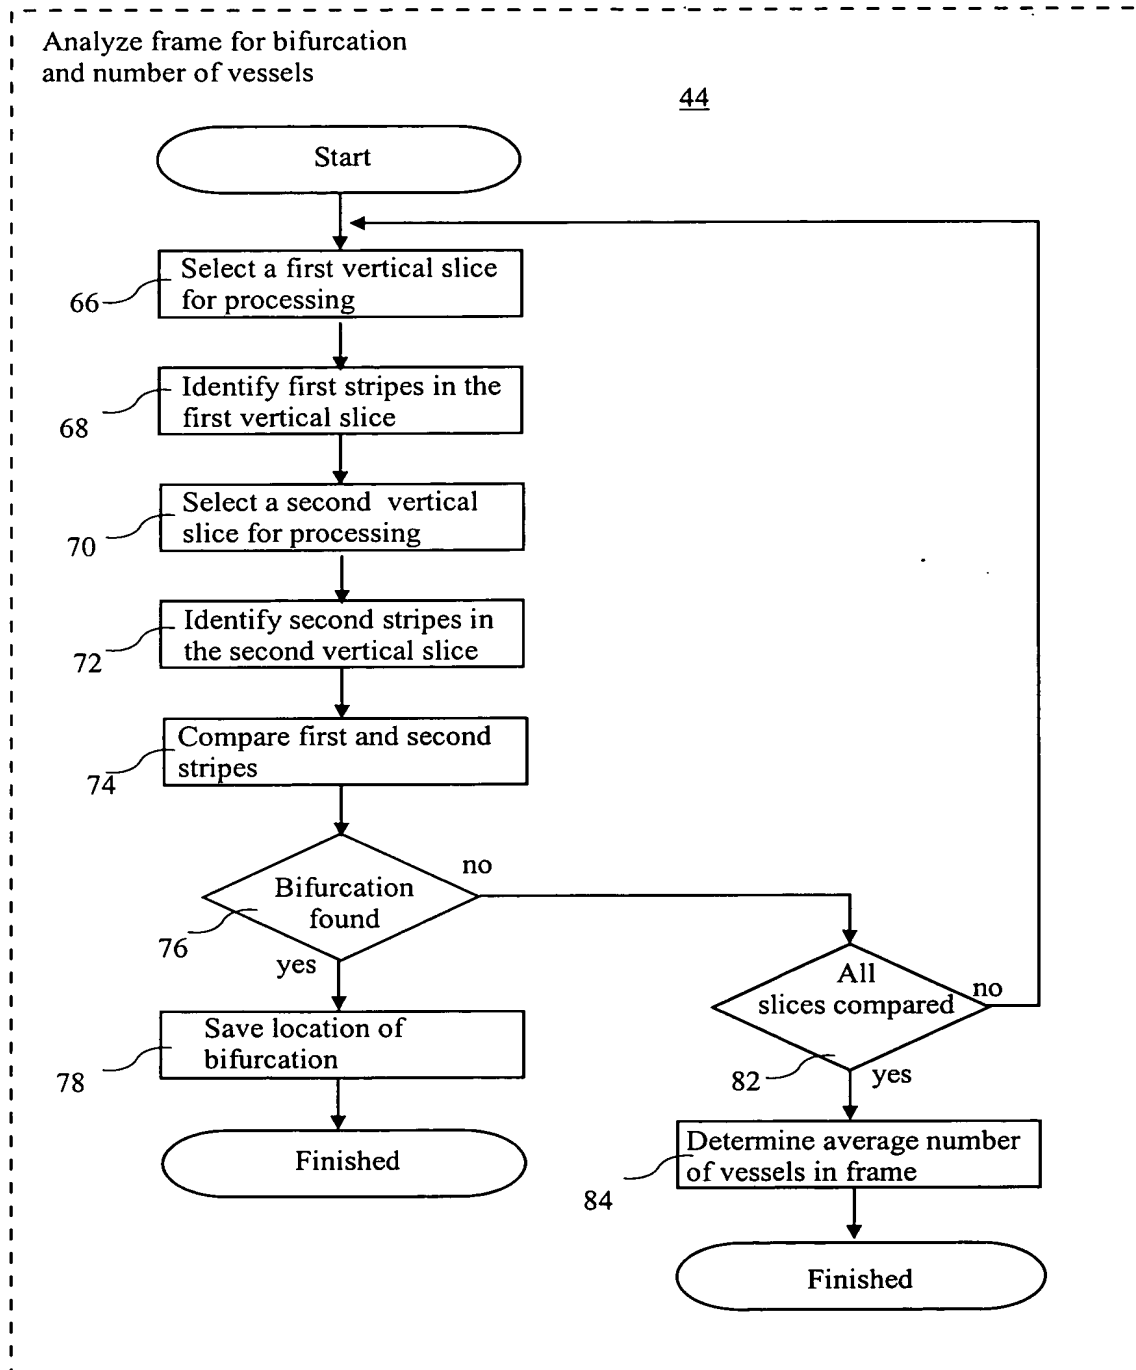 Analyze frame for bifurcation
and number of vessels
44
Start
Select a first vertical slice
for processing
66
Identify first stripes in the
first vertical slice
68
Select a second vertical
slice for processing
70
Identify second stripes in
the second vertical slice
72
Compare first and second
stripes
74
Bifurcation
found
76
no
yes
Save location of
bifurcation
78
Finished
All
slices compared
no
82
yes
Determine average number
of vessels in frame
84
Finished